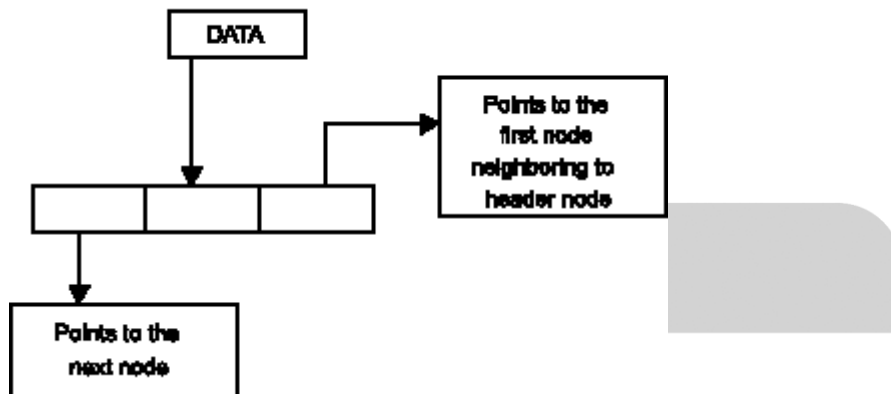 DATA
Points to the
first node
neighboring to
header node
Points to the
next node